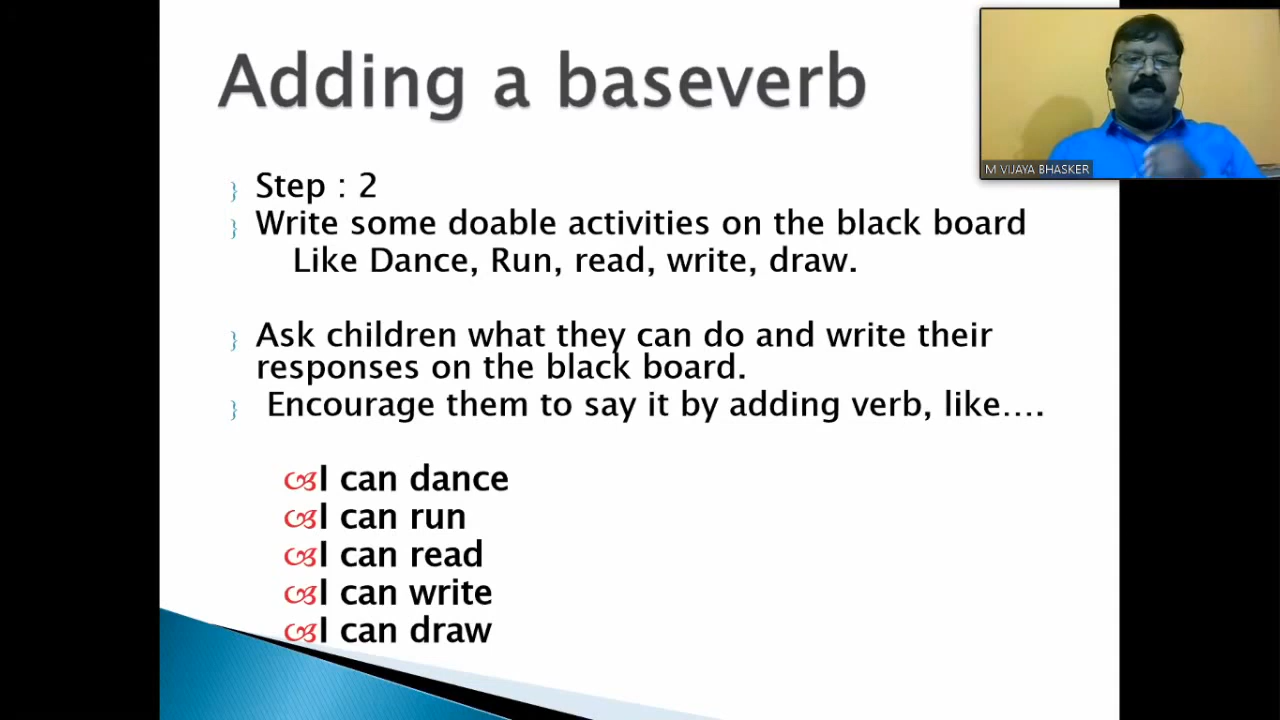 Adding a baseverb
M VIJAYA BHASKER
Step : 2
Write some doable activities on the black board
Like Dance, Run, read, write, draw.
Ask children what they can do and write their
responses on the black board.
Encourage them to say it by adding verb, like....
I can dance
I can run
I can read
I can write
I can draw